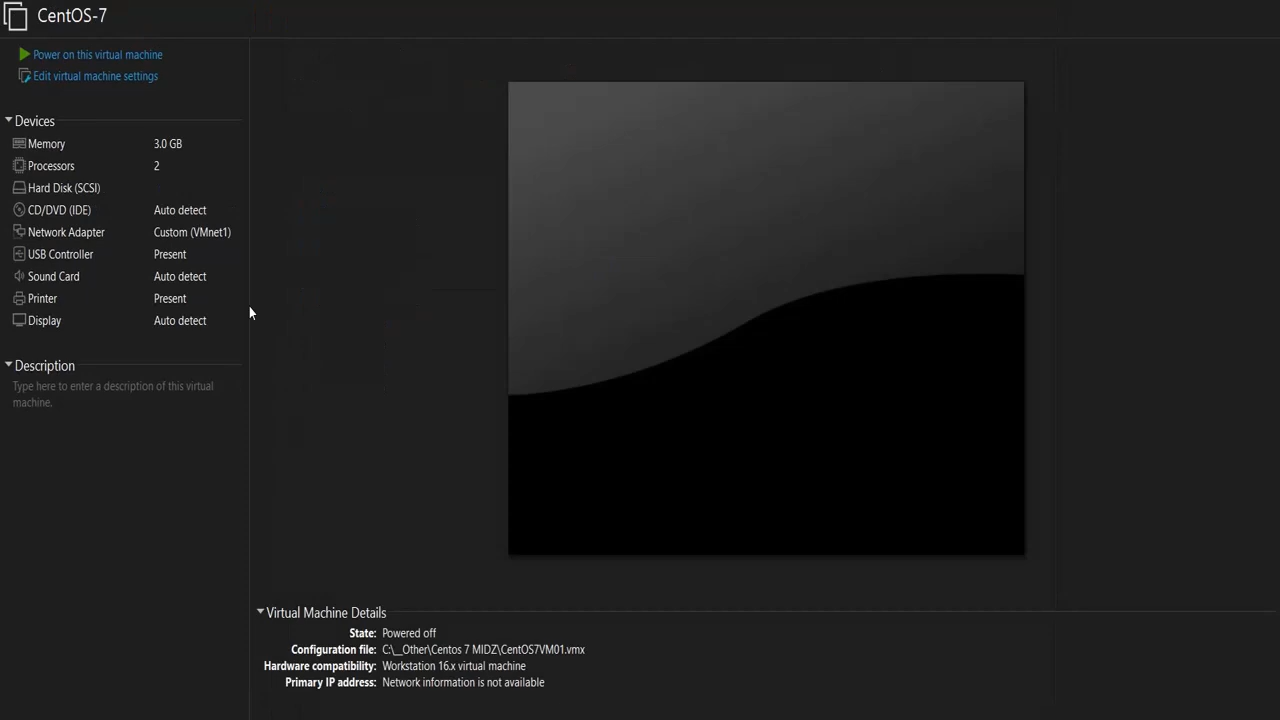 CentOS-7
Power on this virtual machine
Edit virtual machine settings
Devices
Memory 3.0 GB
Processors 2
Hard Disk (SCSI)
CD/DVD (IDE) Auto detect
Network Adapter Custom (VMnet1)
USB Controller Present
Sound Card Auto detect
Printer Present
Display Auto detect
Description
Type here to enter a description of this virtual
machine.
Virtual Machine Details
State: Powered off
Configuration file: C:\__Other\Centos 7 MIDZ\CentOS7VM01.vmx
Hardware compatibility: Workstation 16.x virtual machine
Primary IP address: Network information is not available